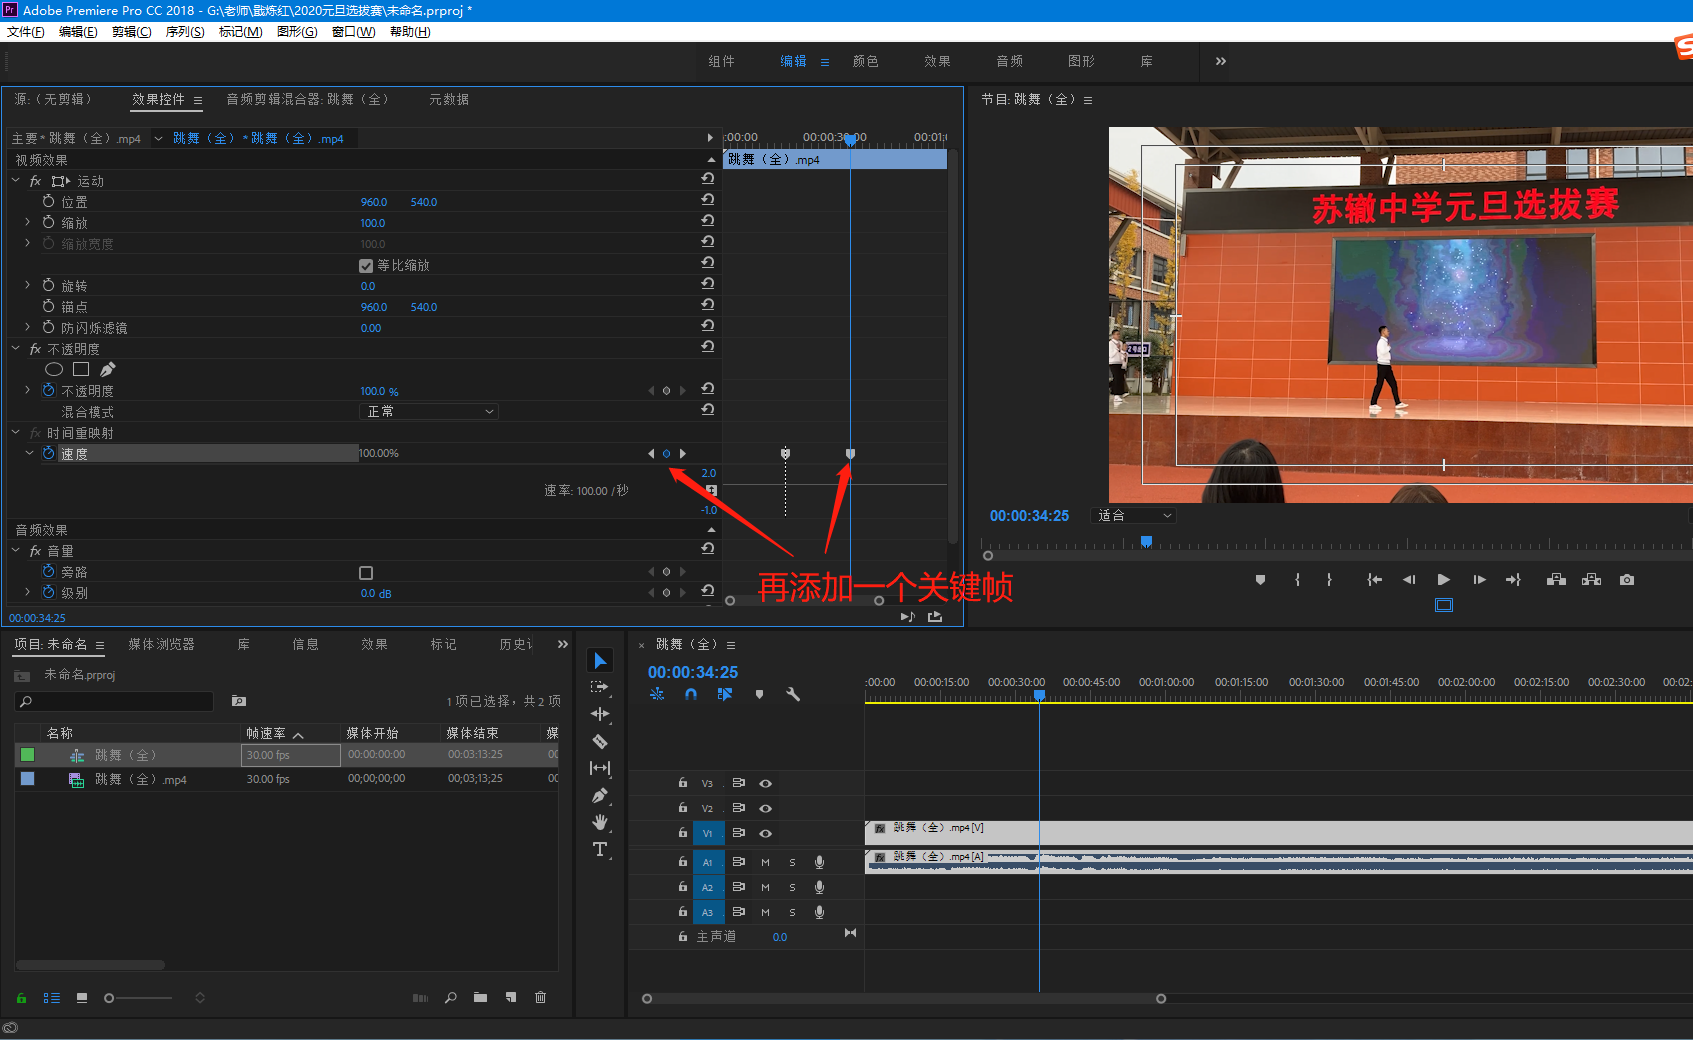 Adobe Premiere Pro CC 2018 - G:\老师\戬炼红\2020元旦选拔赛\未命名.prproj *
文件(F) 编辑(E) 剪辑(C) 序列(S) 标记(M) 图形(G) 窗口(W) 帮助(H)
组件 编辑 颜色 效果 音频 图形 库
源:（无剪辑） 效果控件 音频剪辑混合器: 跳舞（全） 元数据
主要* 跳舞（全）.mp4 跳舞（全）* 跳舞（全）.mp4
:00:00 00:00:30:00 00:01:
视频效果
跳舞（全）.mp4
fx 运动
位置 960.0 540.0
缩放 100.0
缩放宽度 100.0
等比缩放
旋转 0.0
锚点 960.0 540.0
防闪烁滤镜 0.00
fx 不透明度
不透明度 100.0 %
混合模式 正常
fx 时间重映射
速度 100.00%
2.0
速率: 100.00 /秒
-1.0
音频效果
fx 音量
旁路
级别 0.0 dB
再添加一个关键帧
00:00:34:25
节目: 跳舞（全）
苏辙中学元旦选拔赛
00:00:34:25 适合
项目: 未命名 媒体浏览器 库 信息 效果 标记 历史
未命名.prproj
1 项已选择，共 2 项
名称 帧速率 媒体开始 媒体结束 媒
跳舞（全） 30.00 fps 00:00:00:00 00:03:13:25 00
跳舞（全）.mp4 30.00 fps 00;00;00;00 00;03;13;25 00
× 跳舞（全）
00:00:34:25
:00:00 00:00:15:00 00:00:30:00 00:00:45:00 00:01:00:00 00:01:15:00 00:01:30:00 00:01:45:00 00:02:00:00 00:02:15:00 00:02:30:00 00:02:
V3
V2
V1 fx 跳舞（全）.mp4 [V]
A1 M S fx 跳舞（全）.mp4 [A]
A2 M S
A3 M S
主声道 0.0